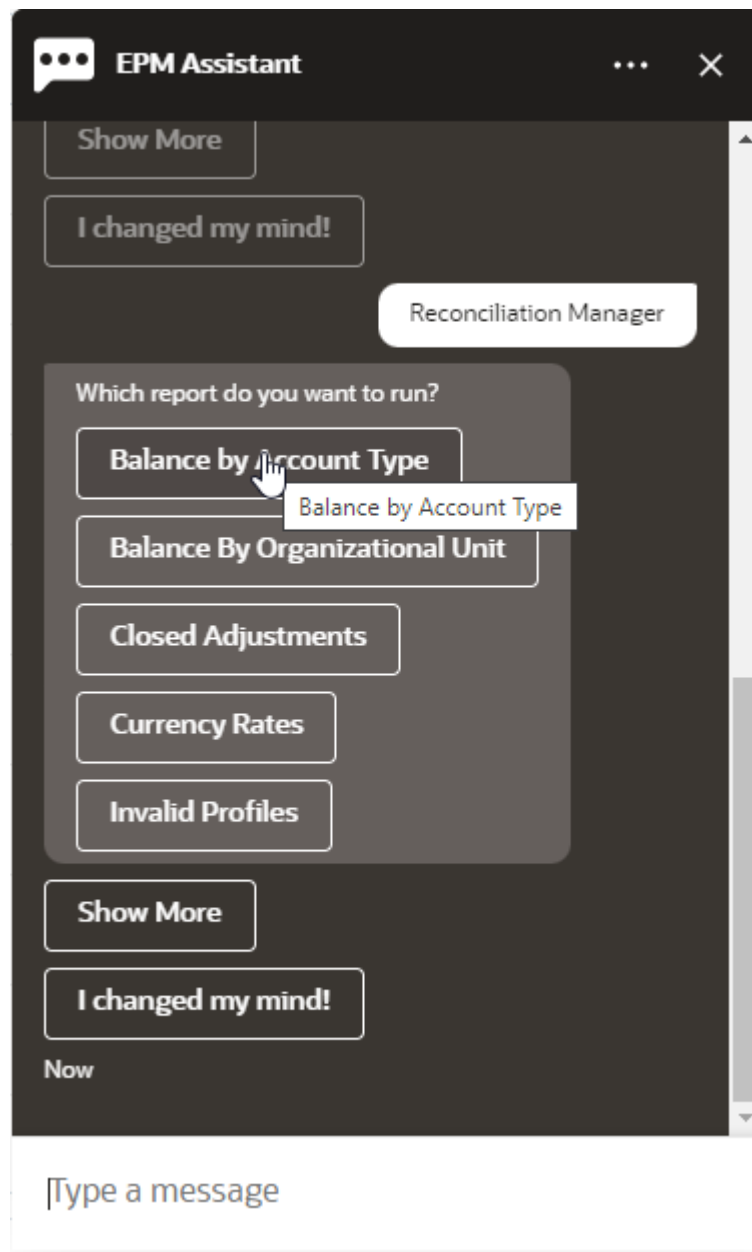 EPM Assistant
Show More
I changed my mind!
Reconciliation Manager
Which report do you want to run?
Balance by Account Type
Balance by Account Type
Balance By Organizational Unit
Closed Adjustments
Currency Rates
Invalid Profiles
Show More
I changed my mind!
Now
Type a message